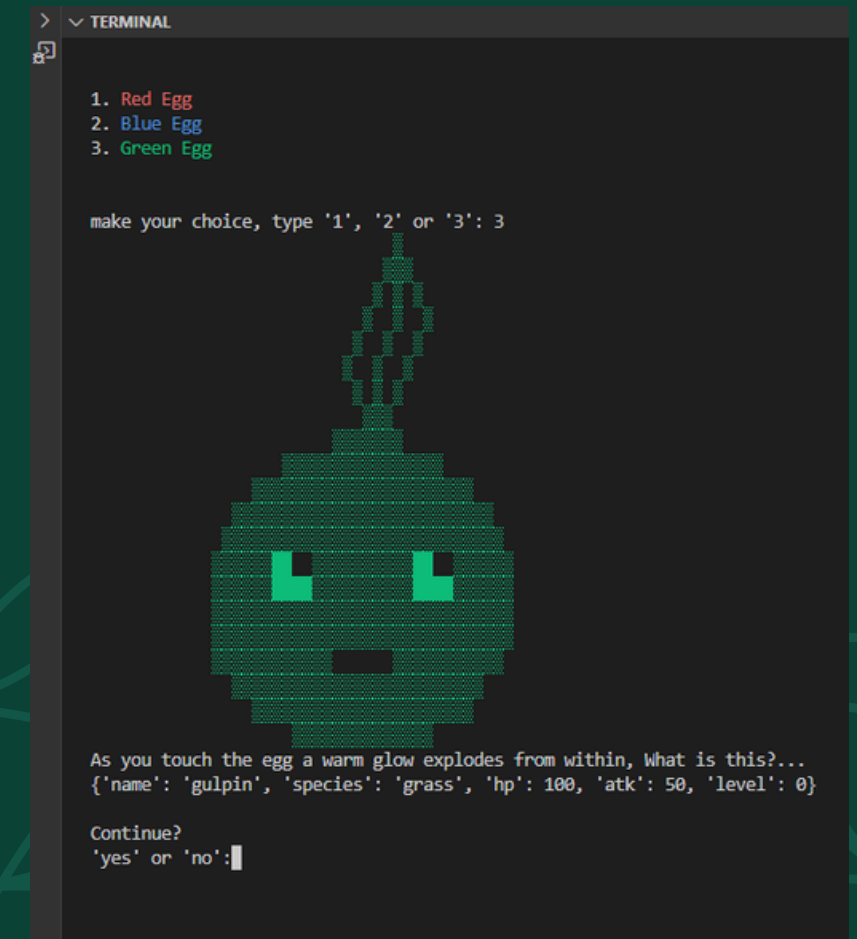 TERMINAL
1. Red Egg
2. Blue Egg
3. Green Egg
make your choice, type '1', '2' or '3': 3
As you touch the egg a warm glow explodes from within, What is this?...
{'name': 'gulpin', 'species': 'grass', 'hp': 100, 'atk': 50, 'level': 0}
Continue?
'yes' or 'no':